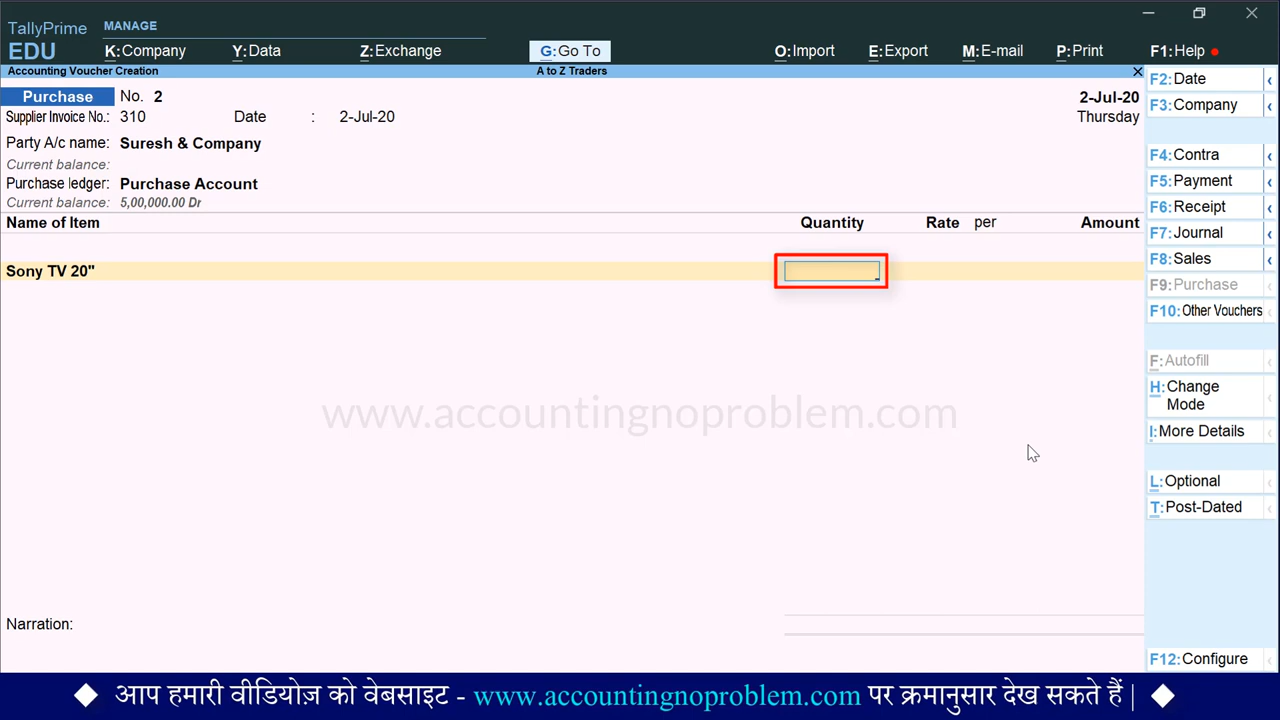 TallyPrime
EDU
MANAGE
K:Company Y:Data Z:Exchange G:Go To O:Import E:Export M:E-mail P:Print F1:Help
Accounting Voucher Creation A to Z Traders
Purchase No. 2 2-Jul-20
Supplier Invoice No.: 310 Date : 2-Jul-20 Thursday
Party A/c name: Suresh & Company
Current balance:
Purchase ledger: Purchase Account
Current balance: 5,00,000.00 Dr
Name of Item Quantity Rate per Amount
Sony TV 20"
www.accountingnoproblem.com
Narration:
F2:Date
F3:Company
F4:Contra
F5:Payment
F6:Receipt
F7:Journal
F8:Sales
F9:Purchase
F10:Other Vouchers
F:Autofill
H:Change
Mode
I:More Details
L:Optional
T:Post-Dated
F12:Configure
आप हमारी वीडियोज़ को वेबसाइट - www.accountingnoproblem.com पर क्रमानुसार देख सकते हैं |